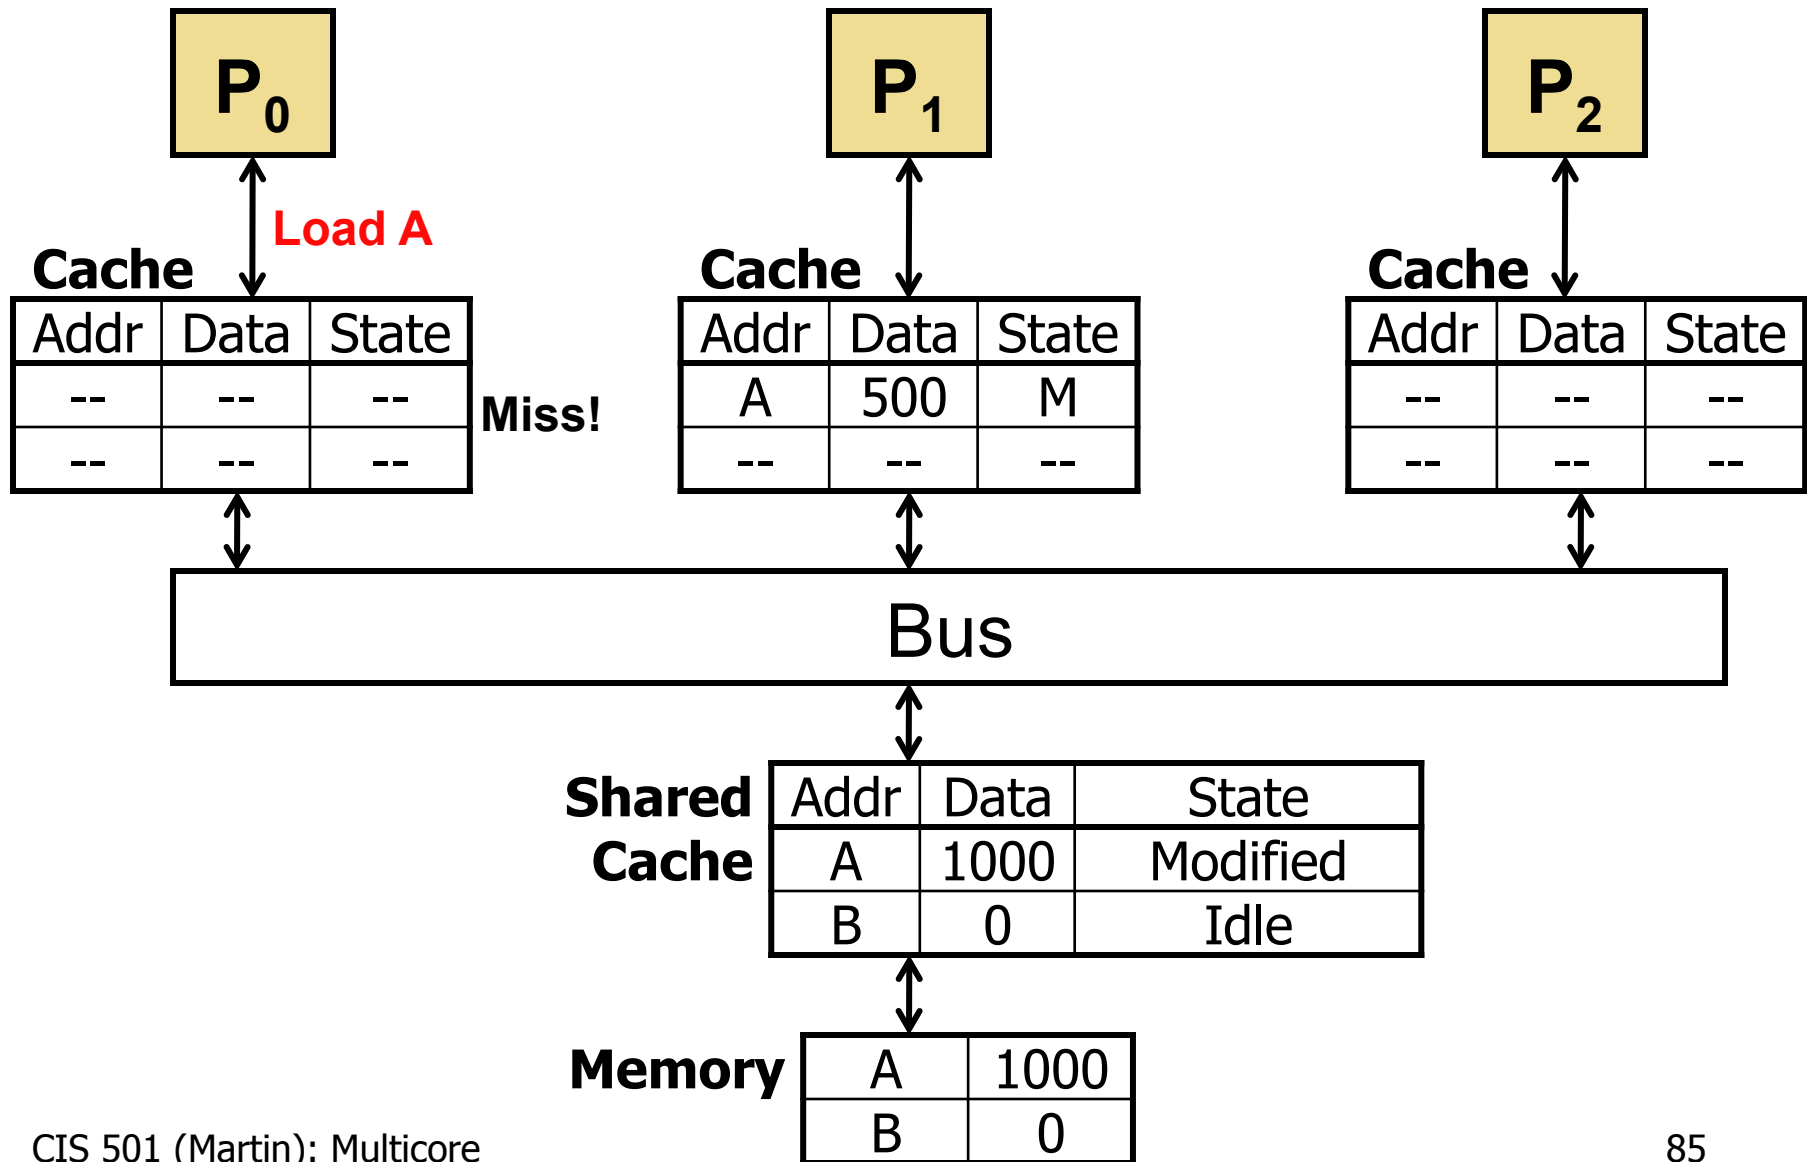 P0 P1 P2
Load A
Cache Cache Cache
Addr Data State Addr Data State Addr Data State
-- -- -- Miss! A 500 M -- -- --
-- -- -- -- -- -- -- -- --
Bus
Shared Addr Data State
Cache A 1000 Modified
B 0 Idle
Memory A 1000
B 0
CIS 501 (Martin): Multicore 85